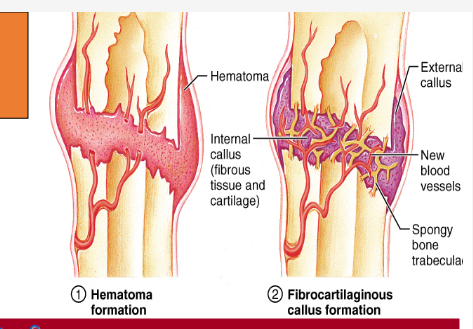 Hematoma
External
callus
Internal
callus
(fibrous
tissue and
cartilage)
New
blood
vessels
Spongy
bone
trabecula
1 Hematoma
formation
2 Fibrocartilaginous
callus formation